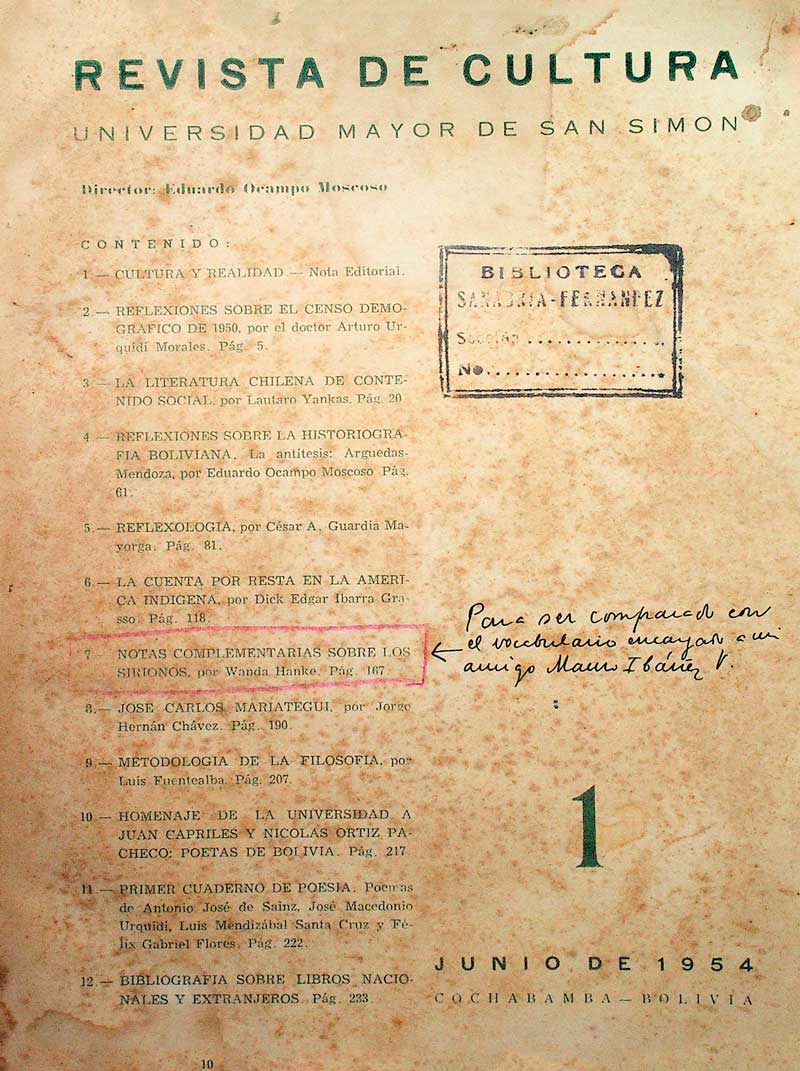 REVISTA DE CULTURA
UNIVERSIDAD MAYOR DE SAN SIMON
Director: Eduardo Ocampo Moscoso
CONTENIDO:
1 — CULTURA Y REALIDAD — Nota Editorial.
2 — REFLEXIONES SOBRE EL CENSO DEMO-
GRAFICO DE 1950, por el doctor Arturo Ur-
quidi Morales. Pág. 5.
3 — LA LITERATURA CHILENA DE CONTE-
NIDO SOCIAL, por Lautaro Yankas. Pág. 20
4 — REFLEXIONES SOBRE LA HISTORIOGRA-
FIA BOLIVIANA. La antítesis: Arguedas-
Mendoza, por Eduardo Ocampo Moscoso Pág.
61.
5.— REFLEXOLOGIA, por César A. Guardia Ma-
yorga. Pág. 81.
6.— LA CUENTA POR RESTA EN LA AMERI-
CA INDIGENA, por Dick Edgar Ibarra Gra-
sso. Pág. 118.
7 — NOTAS COMPLEMENTARIAS SOBRE LOS
SIRIONOS, por Wanda Hanke. Pág. 167
8.— JOSE CARLOS MARIATEGUI, por Jorge
Hernán Chávez. Pág. 190.
9.— METODOLOGIA DE LA FILOSOFIA, por
Luis Fuentealba. Pág. 207.
10 — HOMENAJE DE LA UNIVERSIDAD A
JUAN CAPRILES Y NICOLAS ORTIZ PA-
CHECO: POETAS DE BOLIVIA. Pág. 217
11 — PRIMER CUADERNO DE POESIA. Poemas
de Antonio José de Sainz, José Macedonio
Urquidi, Luis Mendizábal Santa Cruz y Fé-
lix Gabriel Flores. Pág. 222.
12.— BIBLIOGRAFIA SOBRE LIBROS NACIO-
NALES Y EXTRANJEROS. Pág. 233
10
BIBLIOTECA
SANABRIA-FERNANDEZ
Sección
No.
Para ser comparado con
el vocabulario a mi
amigo Mauro Ibáñez V.
1
JUNIO DE 1954
COCHABAMBA — BOLIVIA